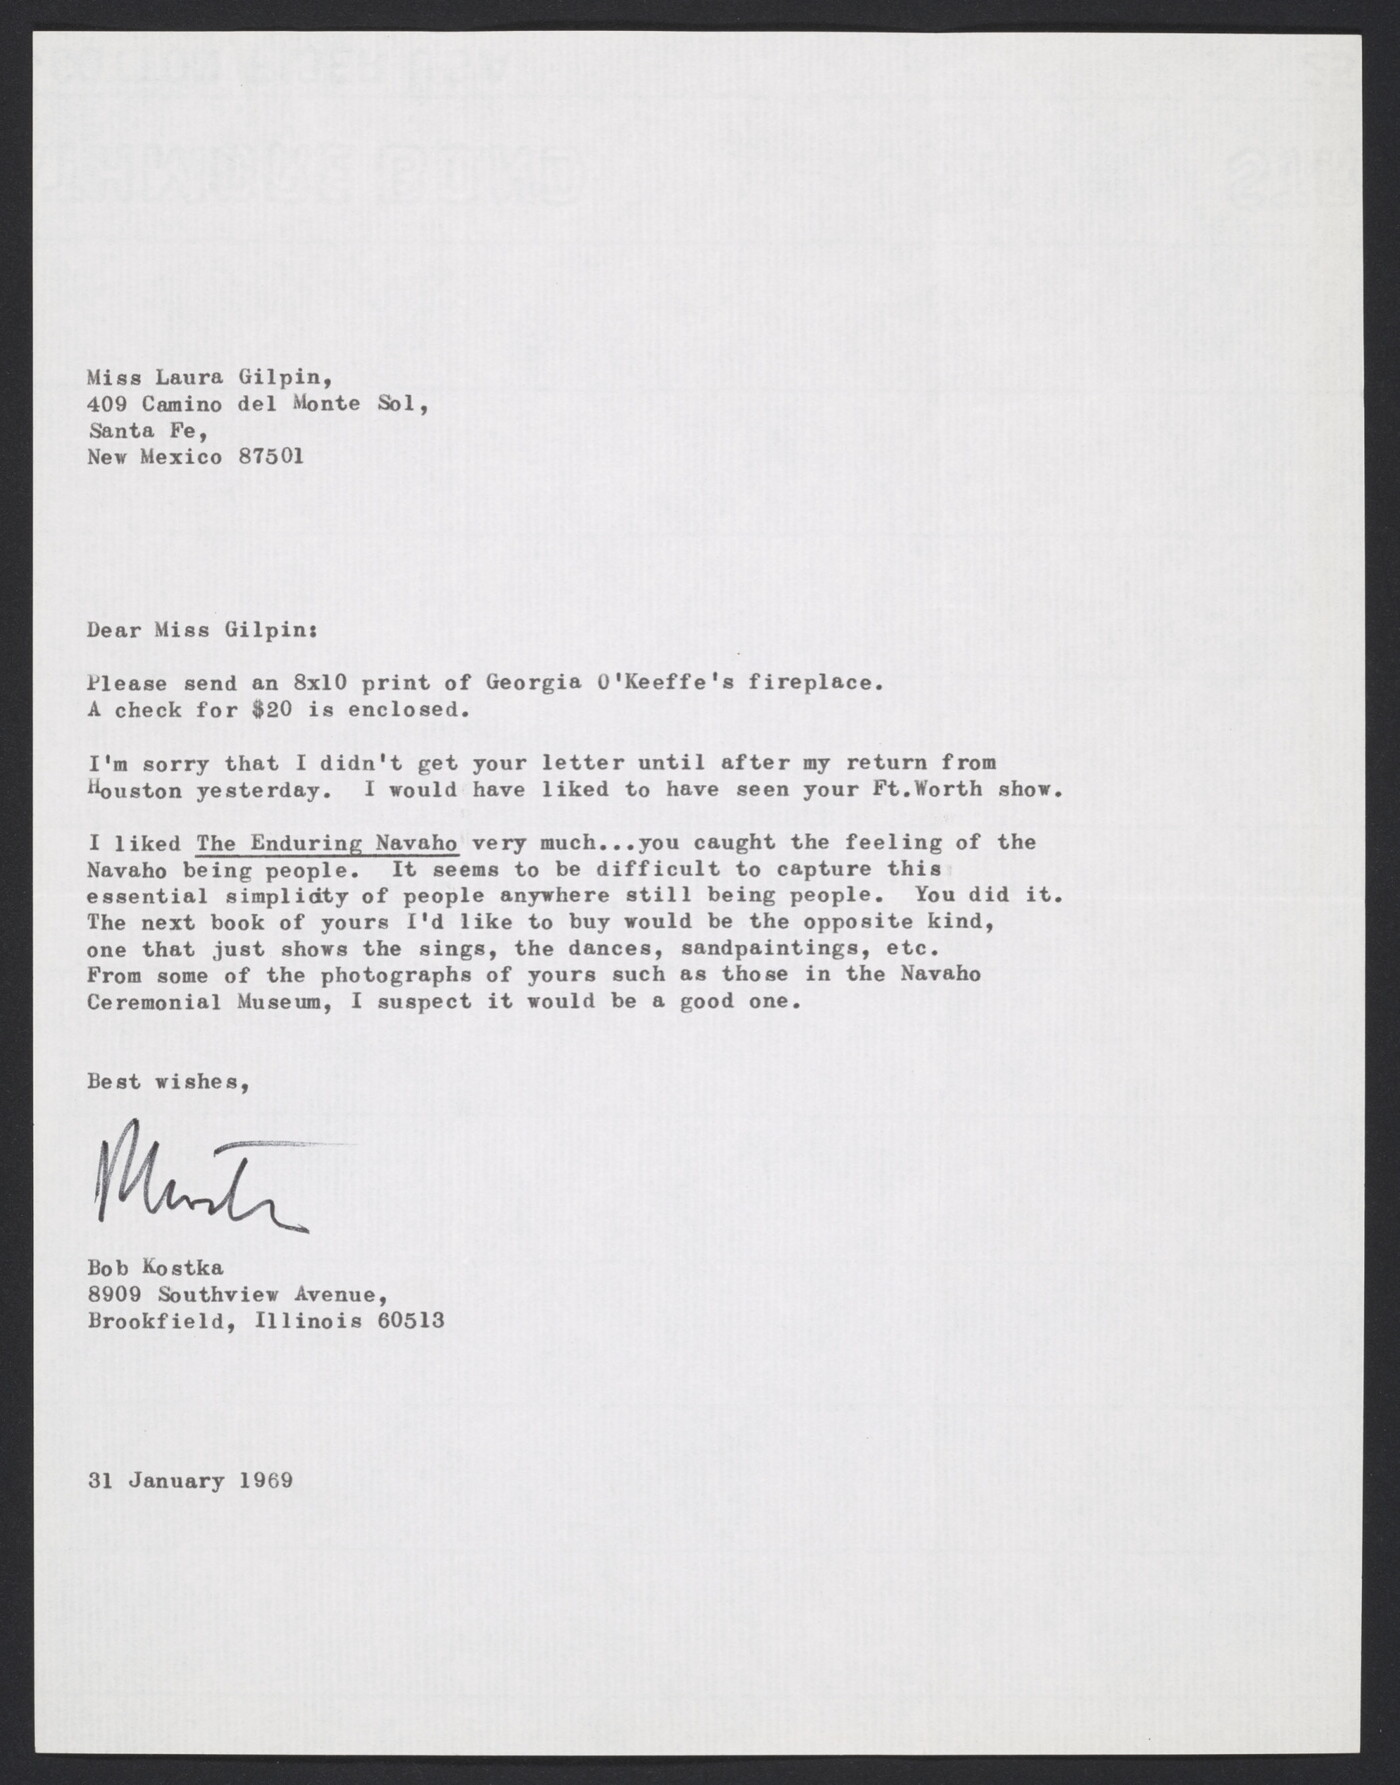 Miss Laura Gilpin,
409 Camino del Monte Sol,
Santa Fe,
New Mexico 87501
Dear Miss Gilpin:
Please send an 8x10 print of Georgia O'Keeffe's fireplace.
A check for $20 is enclosed.
I'm sorry that I didn't get your letter until after my return from
Houston yesterday.  I would have liked to have seen your Ft.Worth show.
I liked The Enduring Navaho very much...you caught the feeling of the
Navaho being people.  It seems to be difficult to capture this
essential simplicity of people anywhere still being people.  You did it.
The next book of yours I'd like to buy would be the opposite kind,
one that just shows the sings, the dances, sandpaintings, etc.
From some of the photographs of yours such as those in the Navaho
Ceremonial Museum, I suspect it would be a good one.
Best wishes,
Bob Kostka
8909 Southview Avenue,
Brookfield, Illinois 60513
31 January 1969